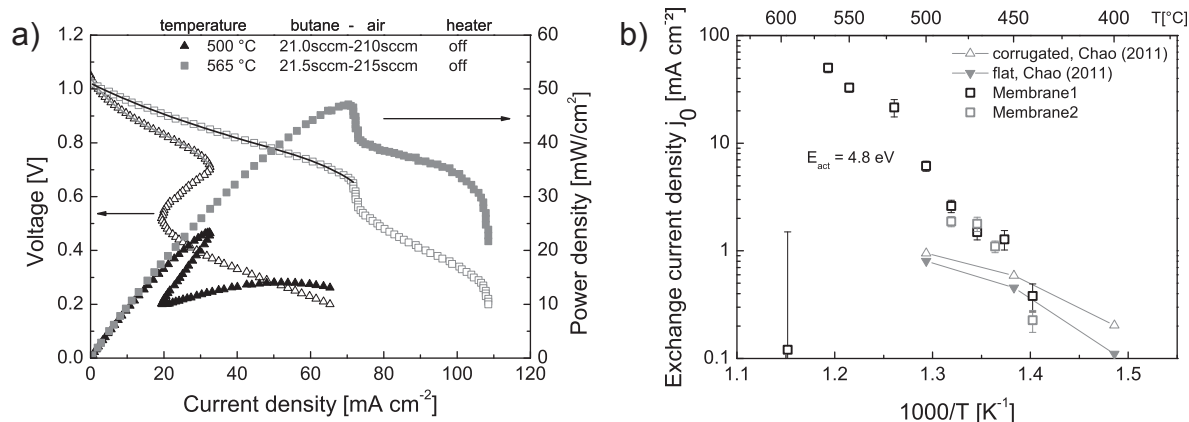 a)
temperature butane - air heater
500 °C 21.0sccm-210sccm off
565 °C 21.5sccm-215sccm off
1.2
1.0
0.8
0.6
0.4
0.2
0.0
Voltage [V]
60
50
40
30
20
10
0
Power density [mW/cm²]
0 20 40 60 80 100 120
Current density [mA cm⁻²]
b)
600 550 500 450 400 T[°C]
100
10
1
0.1
Exchange current density j₀ [mA cm⁻²]
corrugated, Chao (2011)
flat, Chao (2011)
Membrane1
Membrane2
Eact = 4.8 eV
1.1 1.2 1.3 1.4 1.5
1000/T [K⁻¹]